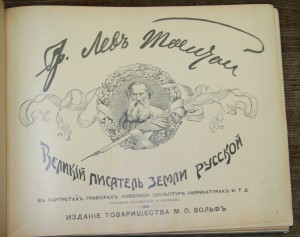 Гр. Левъ Толстой
Великій писатель земли русской
въ портретахъ гравюрахъ живописи скульптурѣ карикатурахъ и т. д.
Изданіе Товарищества М. О. Вольфъ